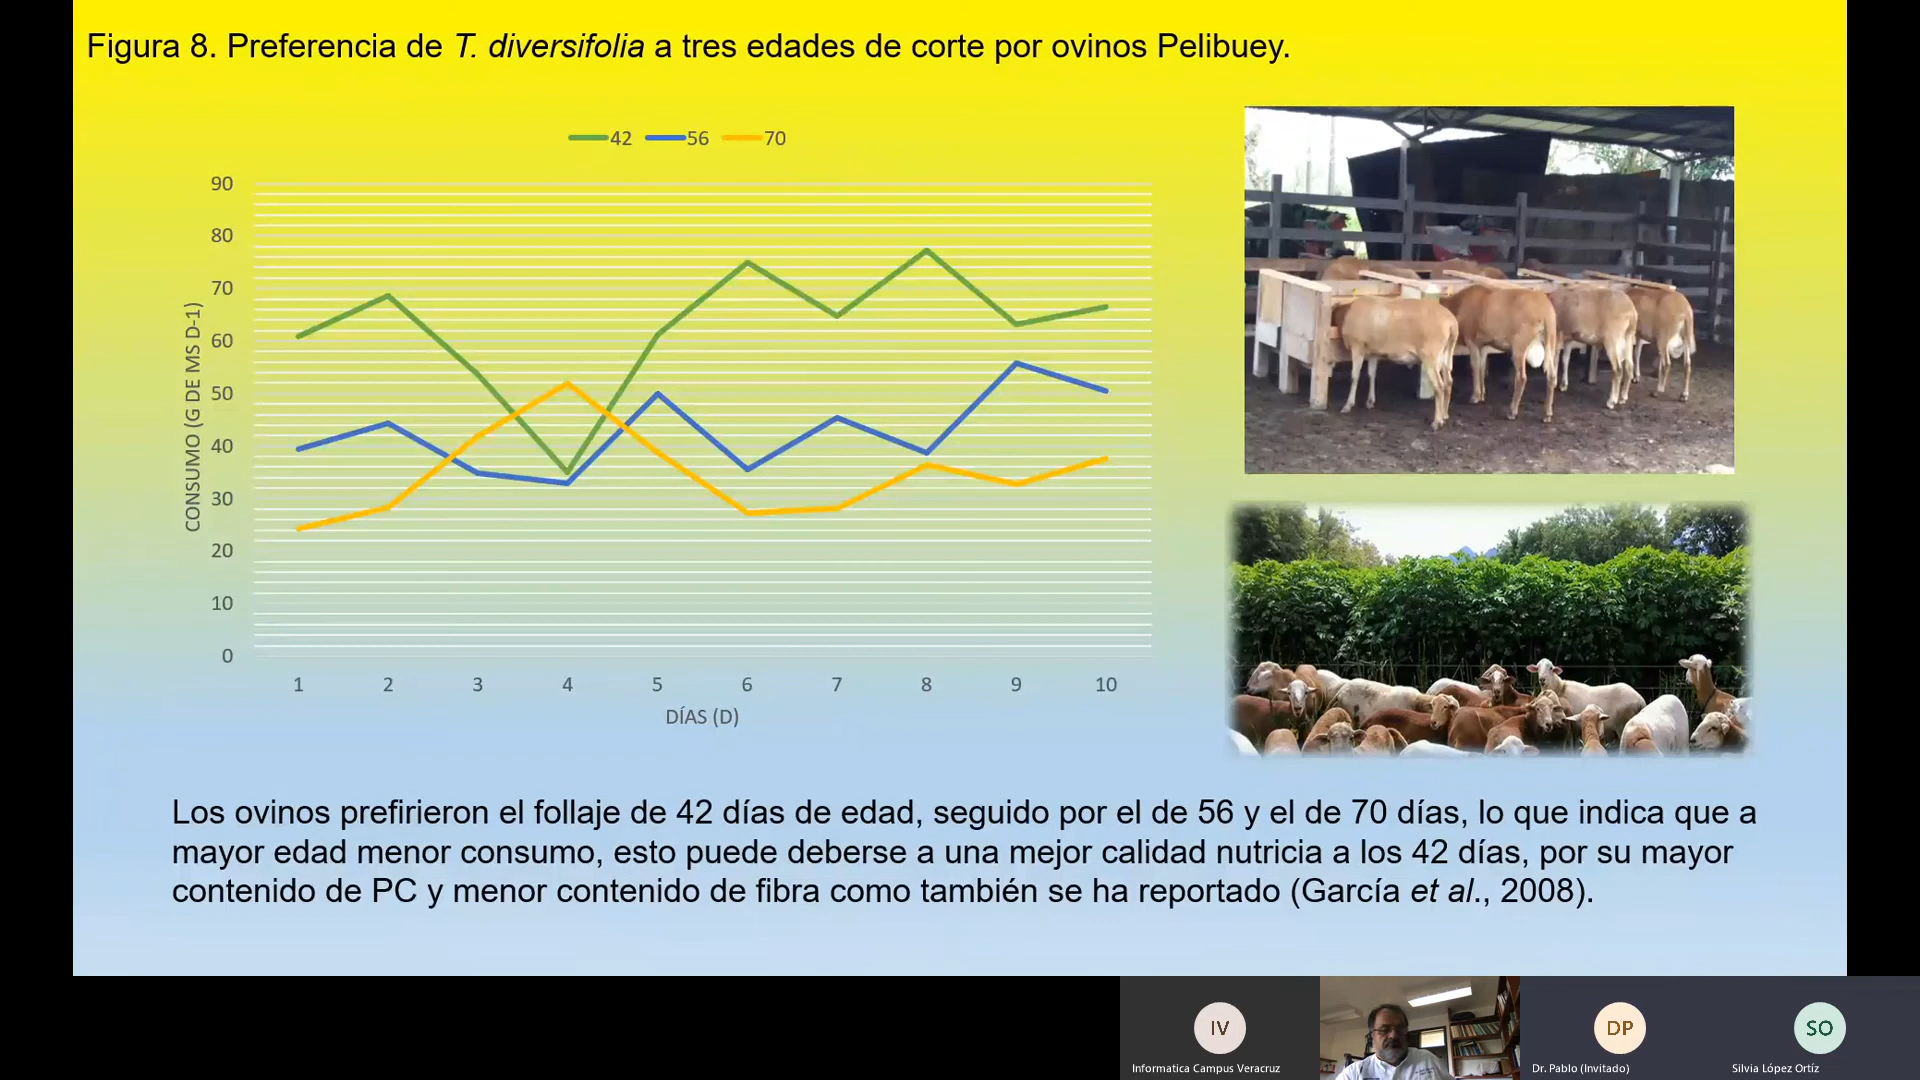 Figura 8. Preferencia de T. diversifolia a tres edades de corte por ovinos Pelibuey.
42 56 70
90
80
70
60
50
40
30
20
10
0
CONSUMO (G DE MS D-1)
1 2 3 4 5 6 7 8 9 10
DÍAS (D)
Los ovinos prefirieron el follaje de 42 días de edad, seguido por el de 56 y el de 70 días, lo que indica que a
mayor edad menor consumo, esto puede deberse a una mejor calidad nutricia a los 42 días, por su mayor
contenido de PC y menor contenido de fibra como también se ha reportado (García et al., 2008).
IV
DP
SO
Informatica Campus Veracruz
Dr. Pablo (Invitado)
Silvia López Ortíz